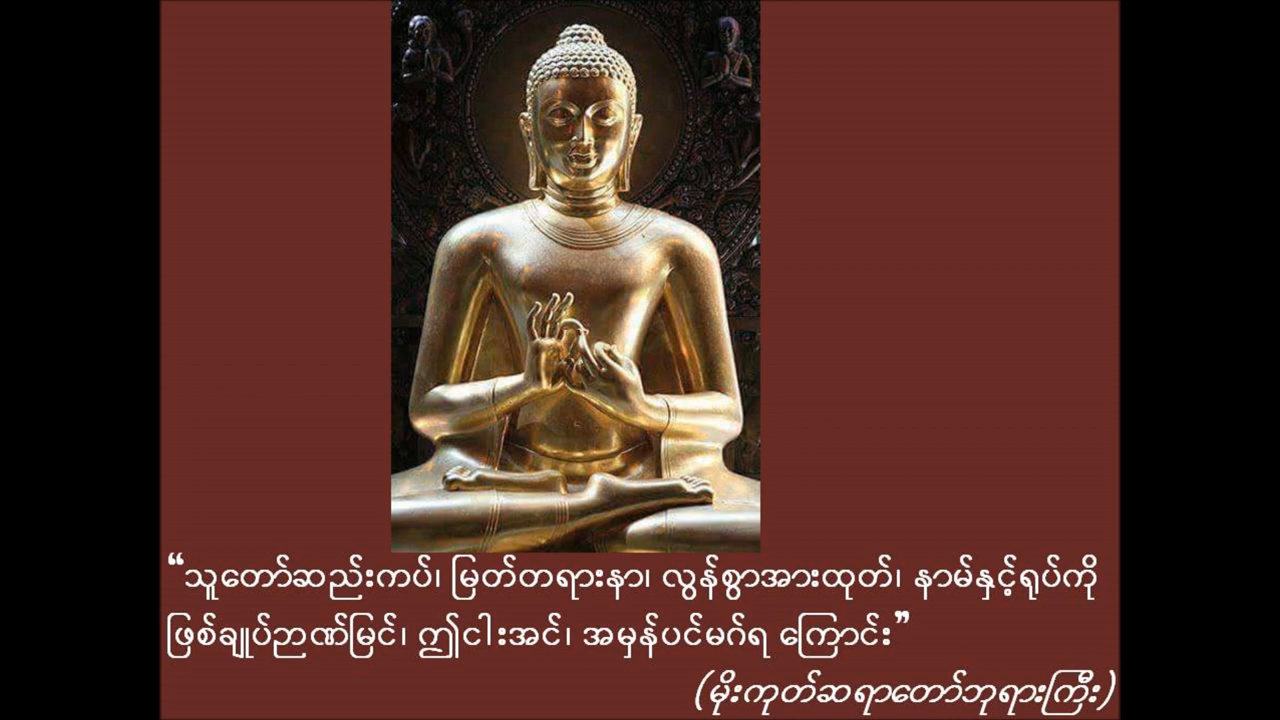 “သူတော်ဆည်းကပ်၊ မြတ်တရားနာ၊ လွန်စွာအားထုတ်၊ နာမ်နှင့်ရုပ်ကို
ဖြစ်ချုပ်ဉာဏ်မြင်၊ ဤငါးအင်၊ အမှန်ပင်မဂ်ရ ကြောင်း”
(မိုးကုတ်ဆရာတော်ဘုရားကြီး)